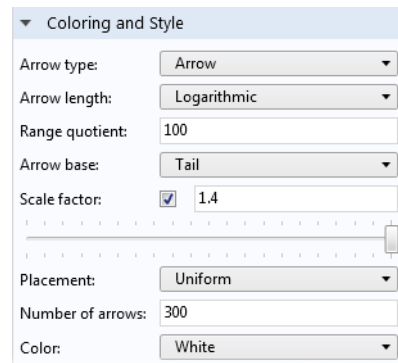 Coloring and Style
Arrow type: Arrow
Arrow length: Logarithmic
Range quotient: 100
Arrow base: Tail
Scale factor: 1.4
Placement: Uniform
Number of arrows: 300
Color: White